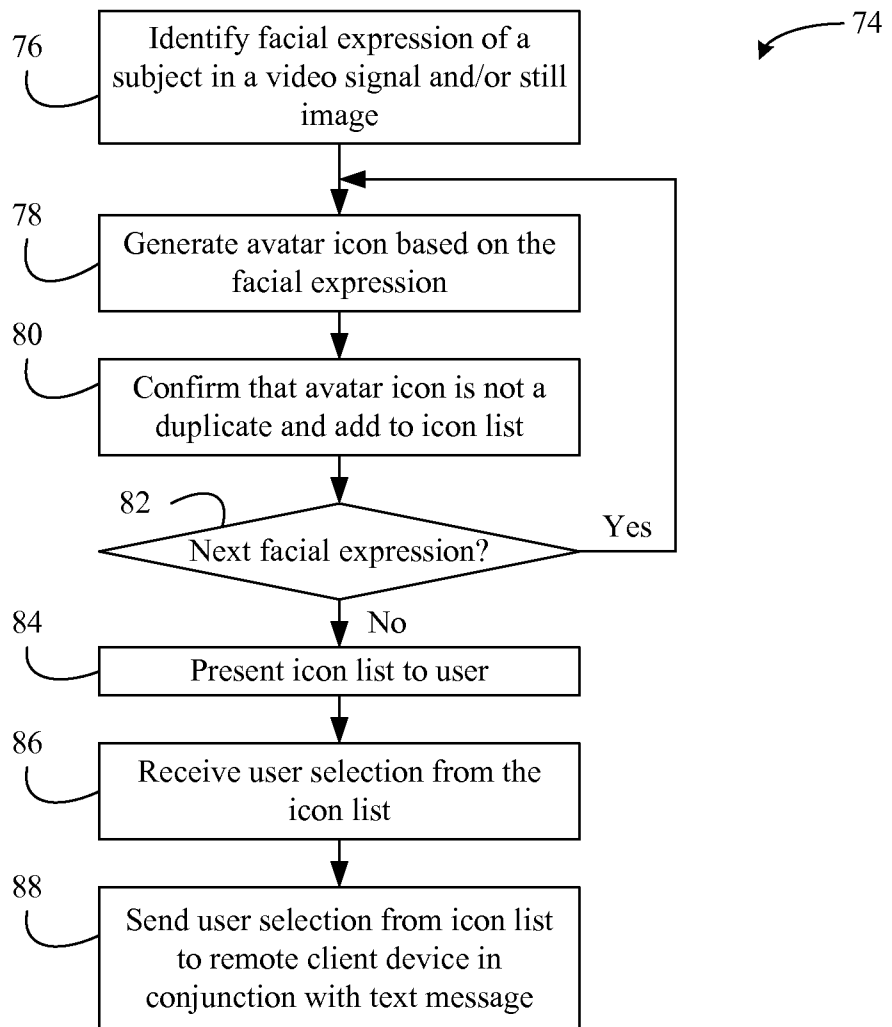 74
76
Identify facial expression of a
subject in a video signal and/or still
image
78
Generate avatar icon based on the
facial expression
80
Confirm that avatar icon is not a
duplicate and add to icon list
82
Next facial expression?
Yes
No
84
Present icon list to user
86
Receive user selection from the
icon list
88
Send user selection from icon list
to remote client device in
conjunction with text message